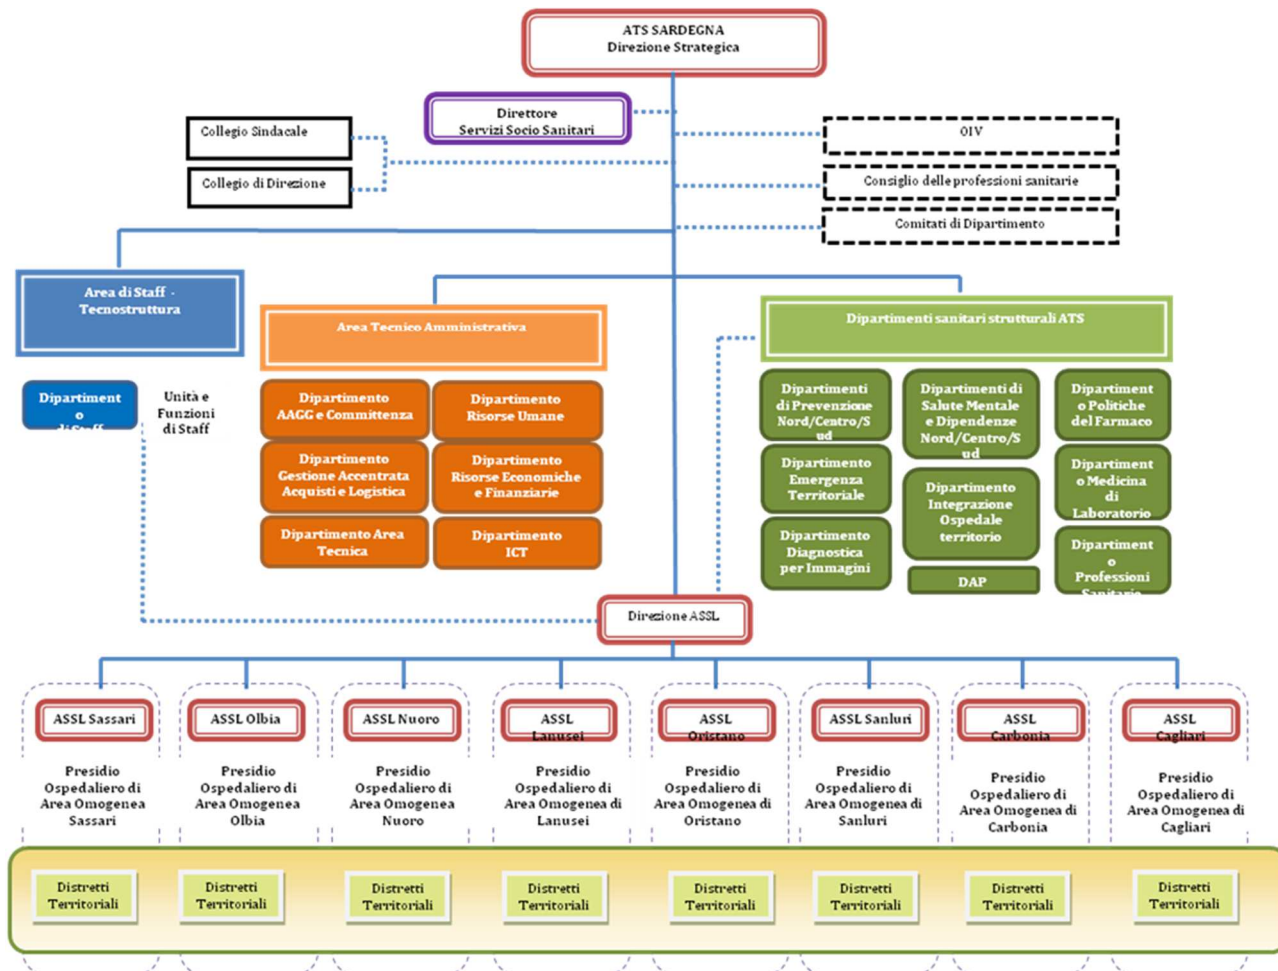 ATS SARDEGNA
Direzione Strategica
Direttore
Servizi Socio Sanitari
Collegio Sindacale
Collegio di Direzione
OIV
Consiglio delle professioni sanitarie
Comitati di Dipartimento
Area di Staff -
Tecnostruttura
Area Tecnico Amministrativa
Dipartimenti sanitari strutturali ATS
Dipartiment
o
di Staff
Unità e
Funzioni
di Staff
Dipartimento
AAGG e Committenza
Dipartimento
Risorse Umane
Dipartimento
Gestione Accentrata
Acquisti e Logistica
Dipartimento
Risorse Economiche
e Finanziarie
Dipartimento Area
Tecnica
Dipartimento
ICT
Dipartimenti
di Prevenzione
Nord/Centro/S
ud
Dipartimenti di
Salute Mentale
e Dipendenze
Nord/Centro/S
ud
Dipartiment
o Politiche
del Farmaco
Dipartimento
Emergenza
Territoriale
Dipartimento
Integrazione
Ospedale
territorio
Dipartiment
o Medicina
di
Laboratorio
Dipartimento
Diagnostica
per Immagini
DAP
Dipartiment
o
Professioni
Sanitarie
Direzione ASSL
ASSL Sassari
ASSL Olbia
ASSL Nuoro
ASSL
Lanusei
ASSL
Oristano
ASSL Sanluri
ASSL
Carbonia
ASSL
Cagliari
Presidio
Ospedaliero di
Area Omogenea
Sassari
Presidio
Ospedaliero di
Area Omogenea
Olbia
Presidio
Ospedaliero di
Area Omogenea
Nuoro
Presidio
Ospedaliero di
Area Omogenea di
Lanusei
Presidio
Ospedaliero di
Area Omogenea di
Oristano
Presidio
Ospedaliero di
Area Omogenea di
Sanluri
Presidio
Ospedaliero di
Area Omogenea di
Carbonia
Presidio
Ospedaliero di
Area Omogenea di
Cagliari
Distretti
Territoriali
Distretti
Territoriali
Distretti
Territoriali
Distretti
Territoriali
Distretti
Territoriali
Distretti
Territoriali
Distretti
Territoriali
Distretti
Territoriali